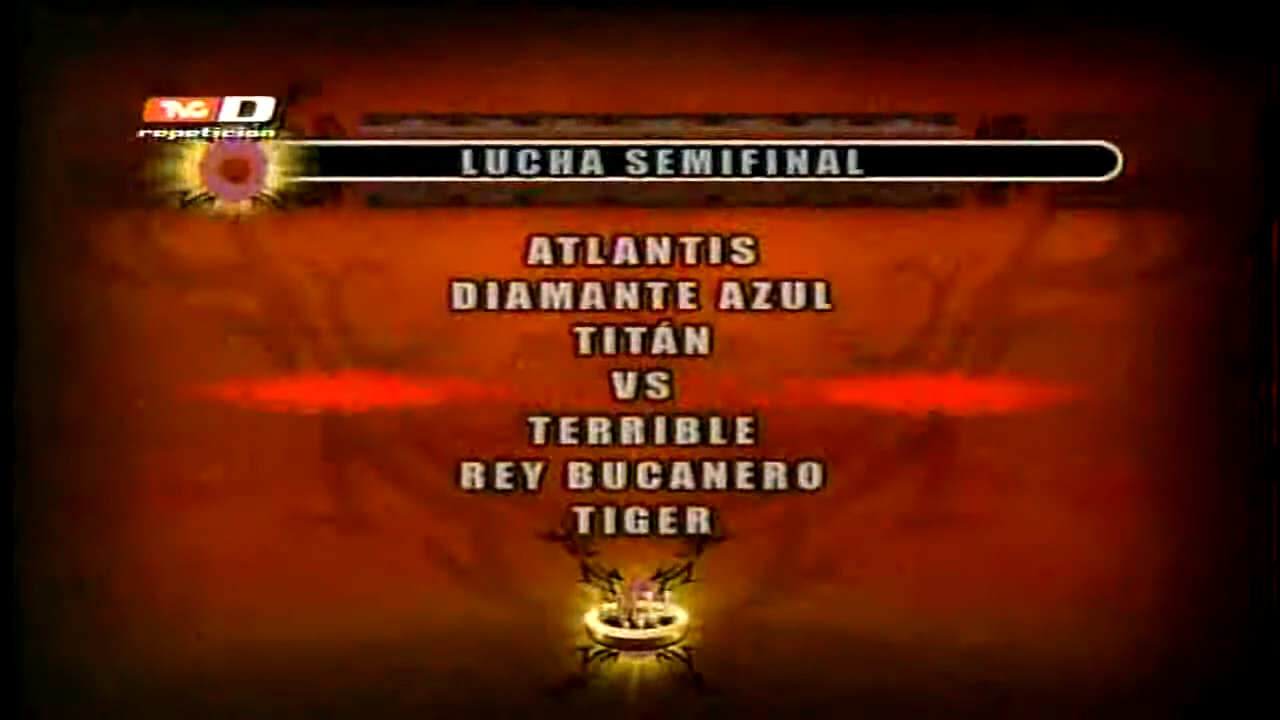 TVC D
repetición
LUCHA SEMIFINAL
ATLANTIS
DIAMANTE AZUL
TITÁN
VS
TERRIBLE
REY BUCANERO
TIGER